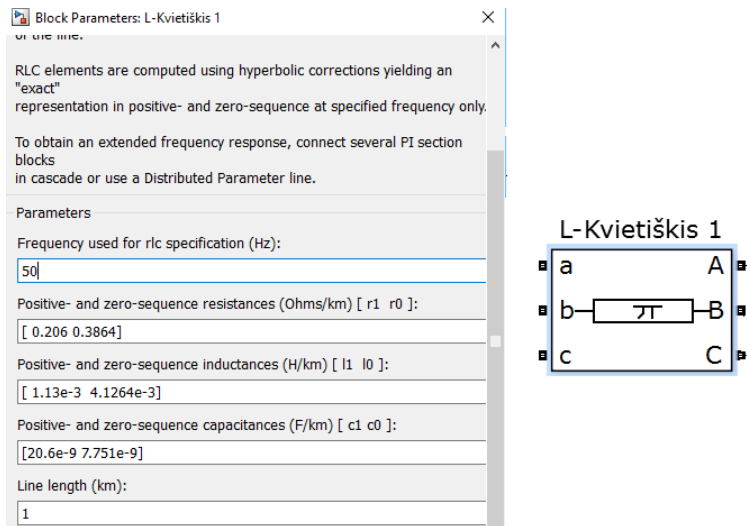 Block Parameters: L-Kvietiškis 1
of the line.
RLC elements are computed using hyperbolic corrections yielding an
"exact"
representation in positive- and zero-sequence at specified frequency only.
To obtain an extended frequency response, connect several PI section
blocks
in cascade or use a Distributed Parameter line.
Parameters
Frequency used for rlc specification (Hz):
50
Positive- and zero-sequence resistances (Ohms/km) [ r1 r0 ]:
[ 0.206 0.3864]
Positive- and zero-sequence inductances (H/km) [ l1 l0 ]:
[ 1.13e-3 4.1264e-3]
Positive- and zero-sequence capacitances (F/km) [ c1 c0 ]:
[20.6e-9 7.751e-9]
Line length (km):
1
L-Kvietiškis 1
a A
b B
c C